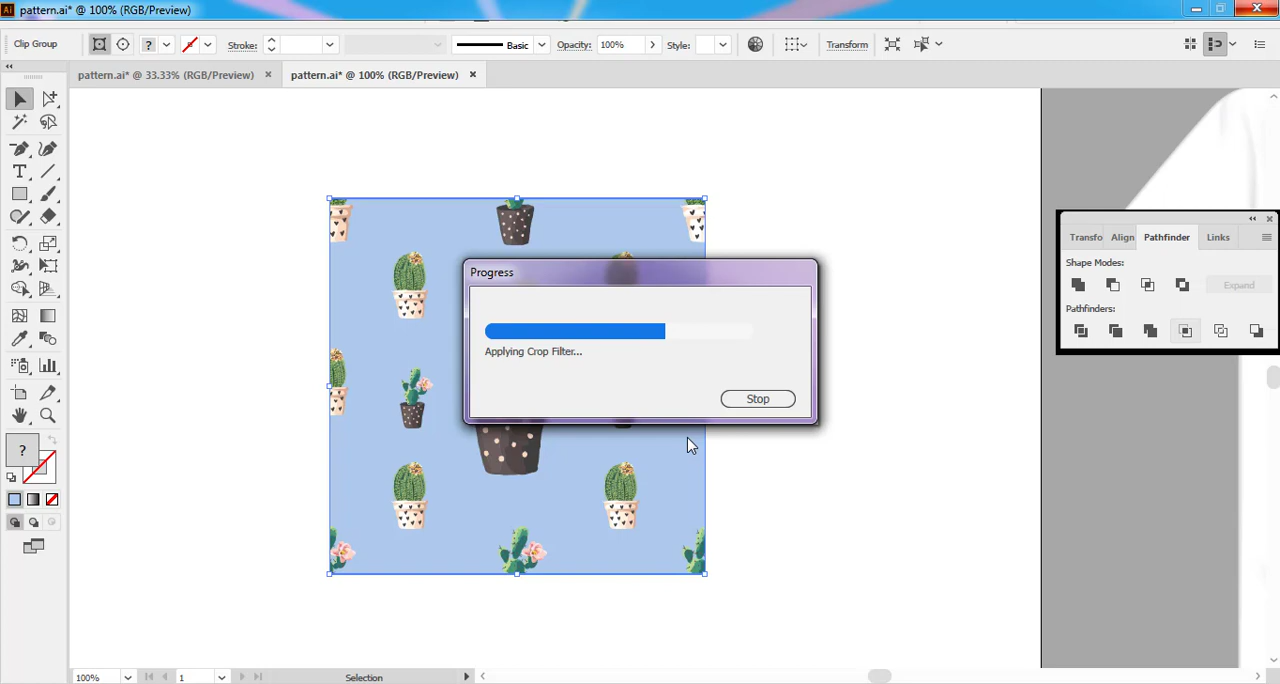 Ai pattern.ai* @ 100% (RGB/Preview)
Clip Group ? Stroke: Basic Opacity: 100% Style: Transform
pattern.ai* @ 33.33% (RGB/Preview) × pattern.ai* @ 100% (RGB/Preview) ×
Transfo Align Pathfinder Links
Shape Modes:
Expand
Pathfinders:
Progress
Applying Crop Filter...
Stop
?
100% 1 Selection